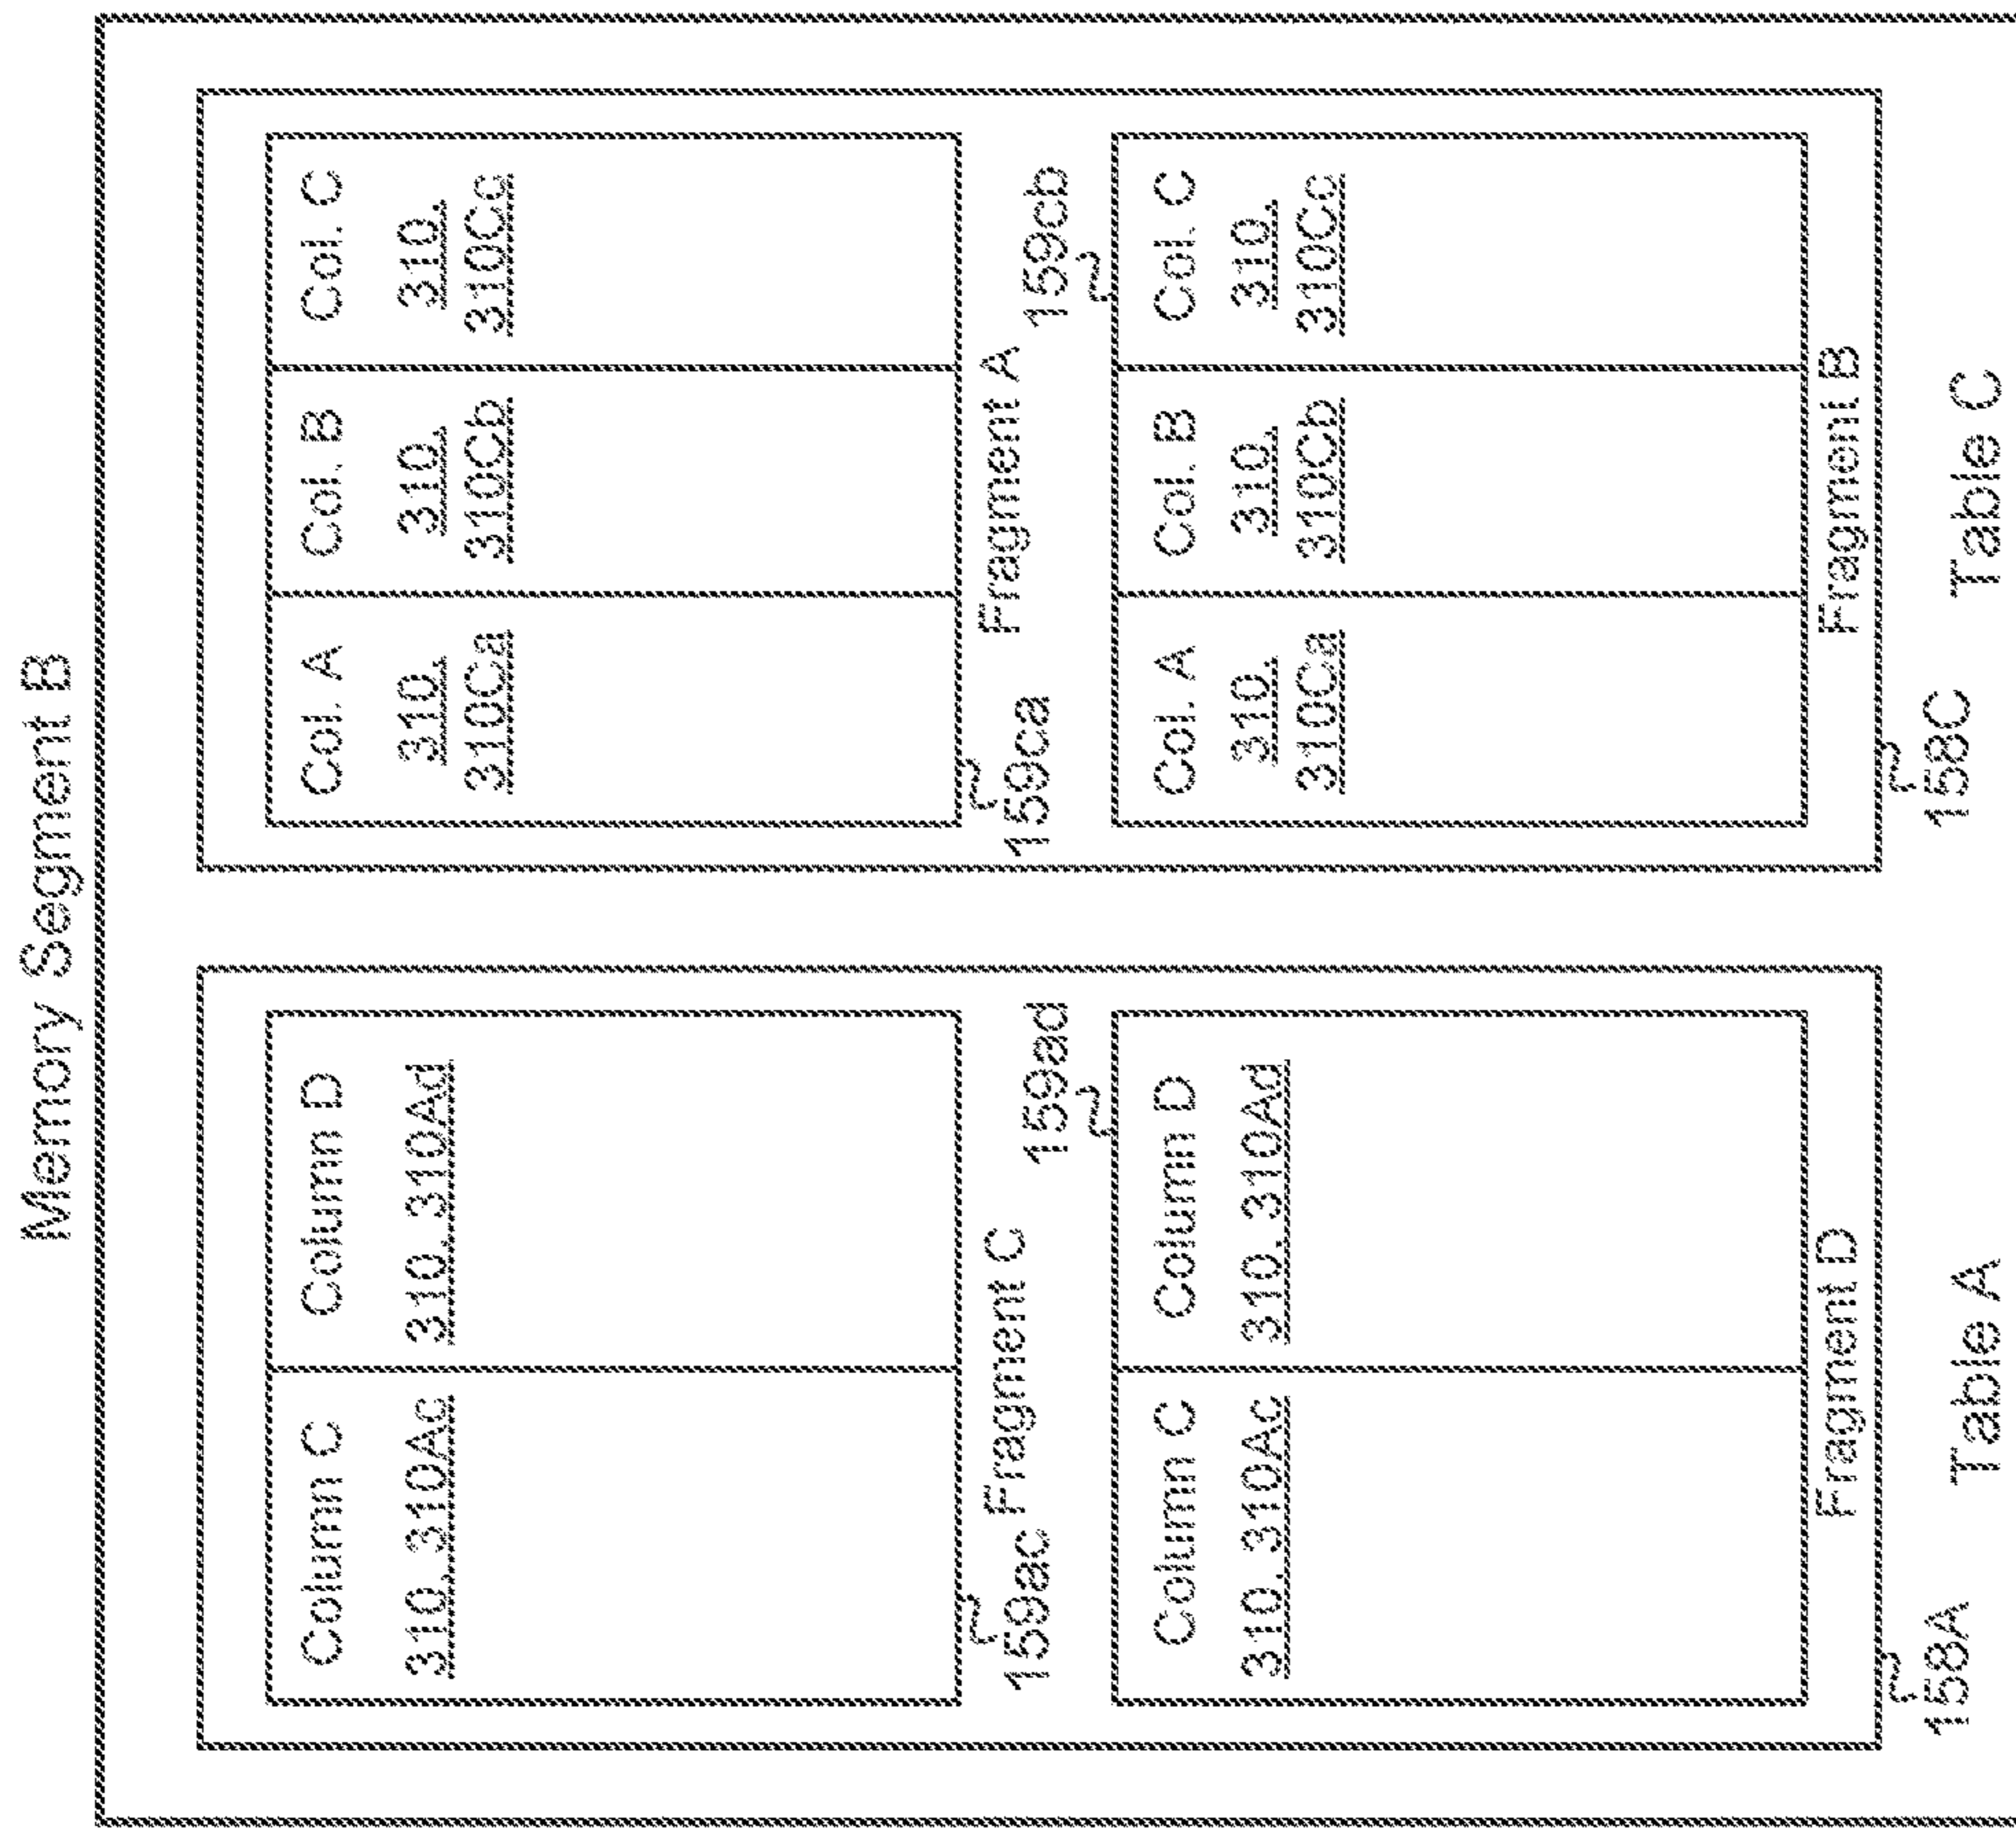 Memory Segment B
Column C
Column D
310, 310Ac
310, 310Ad
159ac
Fragment C
159ad
Column C
Column D
310, 310Ac
310, 310Ad
Fragment D
158A
Table A
Col. A
Col. B
Col. C
310,
310,
310,
310Ca
310Cb
310Cc
159ca
Fragment A
159cb
Col. A
Col. B
Col. C
310,
310,
310,
310Ca
310Cb
310Cc
Fragment B
158C
Table C